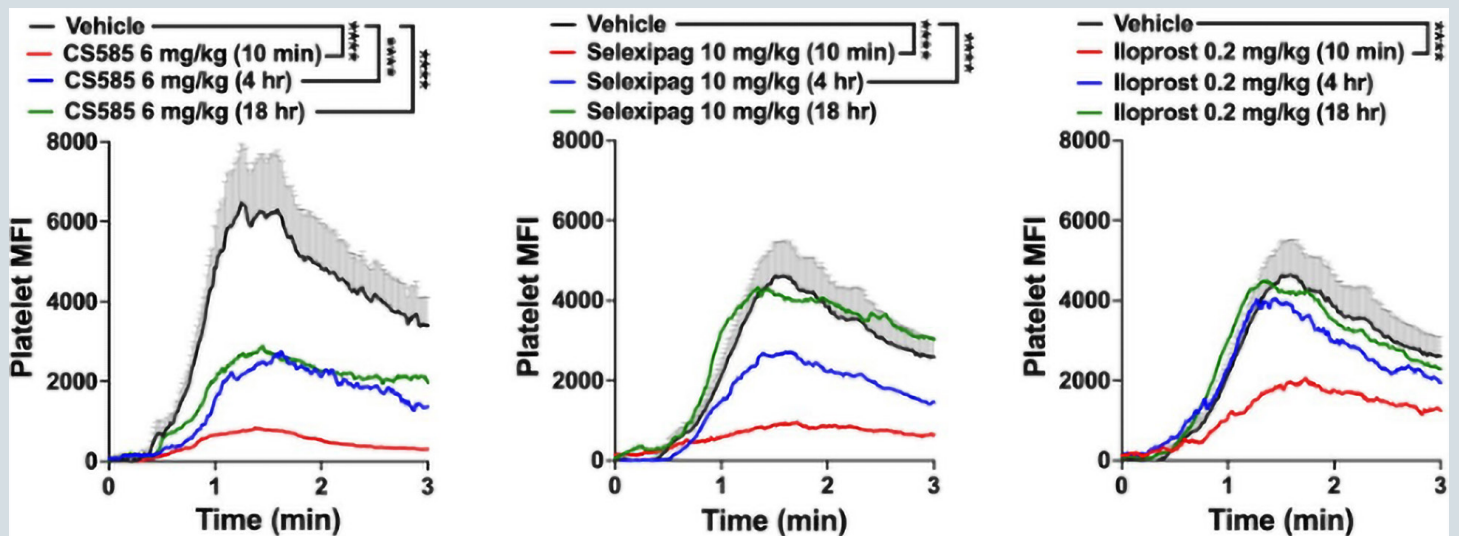 Vehicle
CS585 6 mg/kg (10 min)
CS585 6 mg/kg (4 hr)
CS585 6 mg/kg (18 hr)
****
****
****
8000
6000
4000
2000
0
Platelet MFI
0 1 2 3
Time (min)
Vehicle
Selexipag 10 mg/kg (10 min)
Selexipag 10 mg/kg (4 hr)
Selexipag 10 mg/kg (18 hr)
****
***
8000
6000
4000
2000
0
Platelet MFI
0 1 2 3
Time (min)
Vehicle
Iloprost 0.2 mg/kg (10 min)
Iloprost 0.2 mg/kg (4 hr)
Iloprost 0.2 mg/kg (18 hr)
****
8000
6000
4000
2000
0
Platelet MFI
0 1 2 3
Time (min)